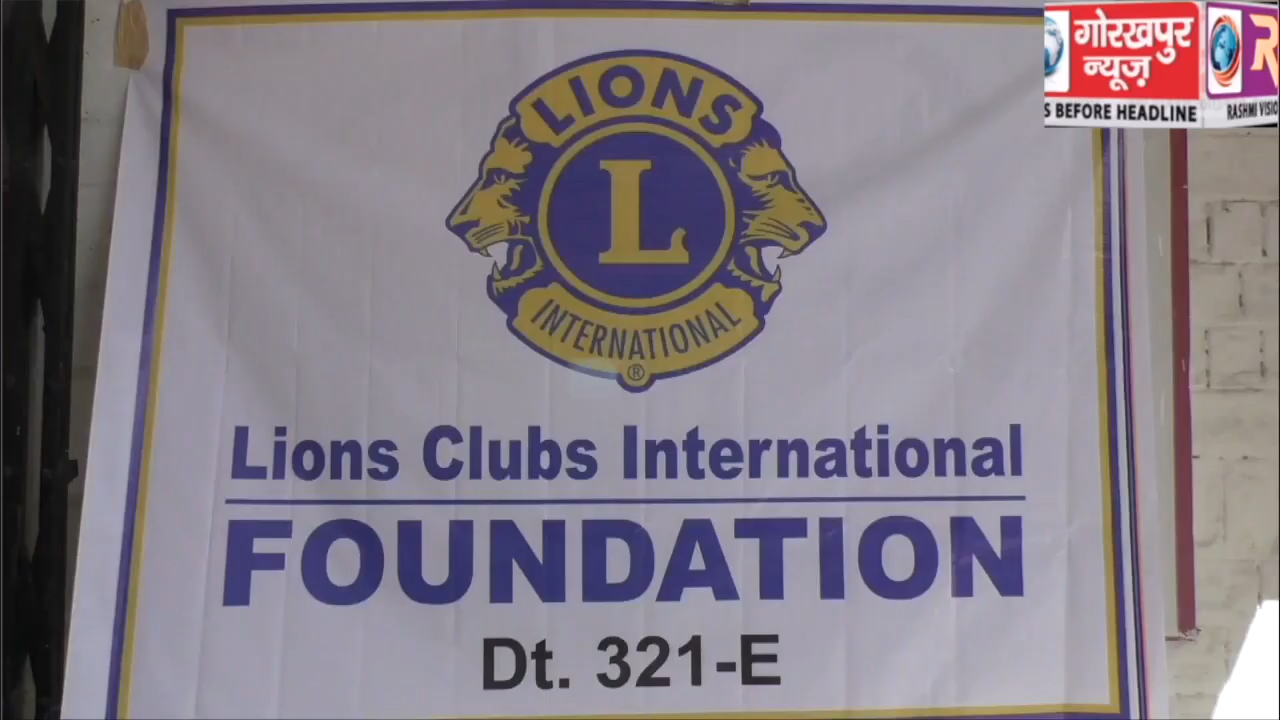 LIONS
L
INTERNATIONAL
®
Lions Clubs International
FOUNDATION
Dt. 321-E
गोरखपुर
न्यूज़
S BEFORE HEADLINE
R
RASHMI VISIO